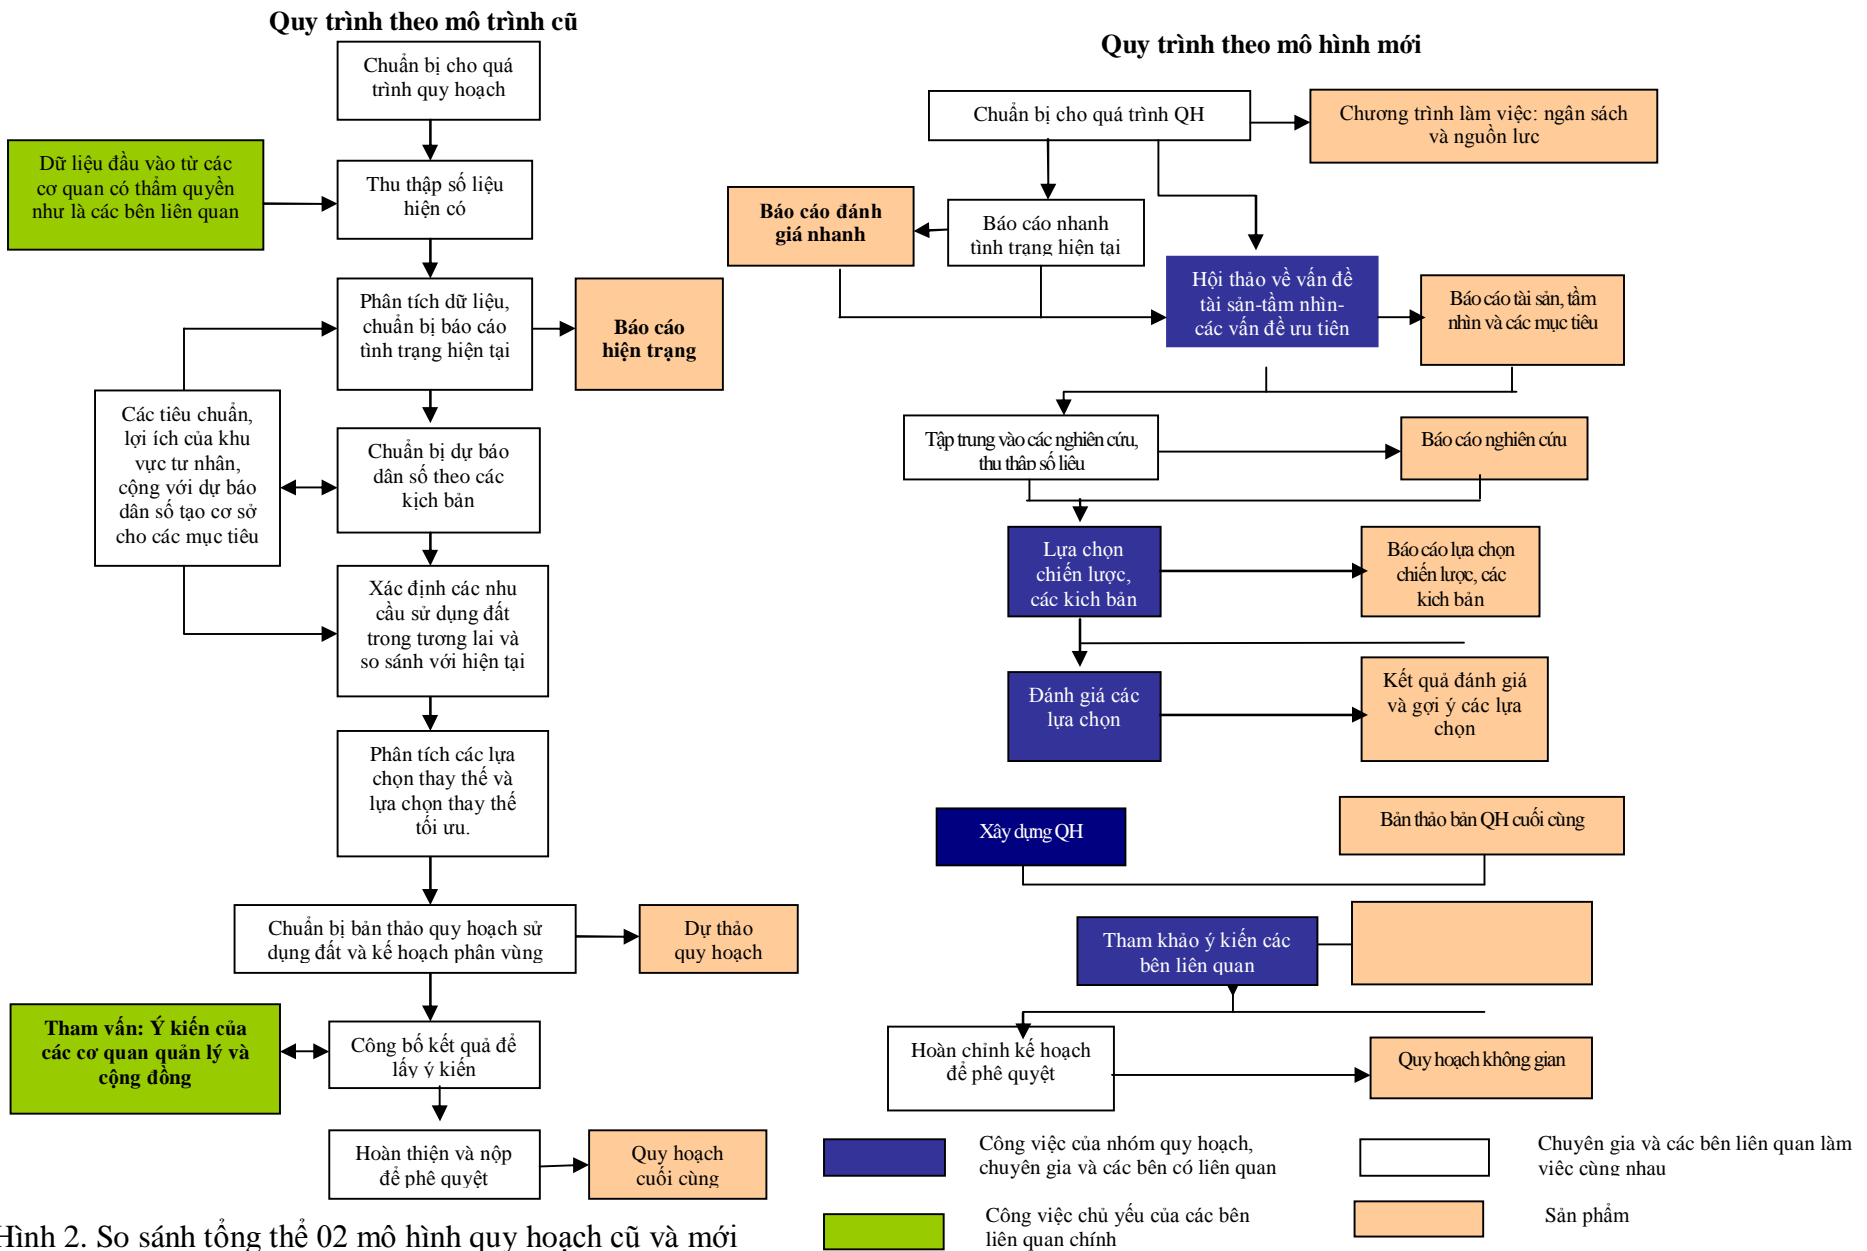 Quy trình theo mô trình cũ
Chuẩn bị cho quá
trình quy hoạch
Dữ liệu đầu vào từ các
cơ quan có thẩm quyền
như là các bên liên quan
Thu thập số liệu
hiện có
Phân tích dữ liệu,
chuẩn bị báo cáo
tình trạng hiện tại
Báo cáo
hiện trạng
Các tiêu chuẩn,
lợi ích của khu
vực tư nhân,
cộng với dự báo
dân số tạo cơ sở
cho các mục tiêu
Chuẩn bị dự báo
dân số theo các
kịch bản
Xác định các nhu
cầu sử dụng đất
trong tương lai và
so sánh với hiện tại
Phân tích các lựa
chọn thay thế và
lựa chọn thay thế
tối ưu.
Chuẩn bị bản thảo quy hoạch sử
dụng đất và kế hoạch phân vùng
Dự thảo
quy hoạch
Tham vấn: Ý kiến của
các cơ quan quản lý và
cộng đồng
Công bố kết quả để
lấy ý kiến
Hoàn thiện và nộp
để phê quyệt
Quy hoạch
cuối cùng
Hình 2. So sánh tổng thể 02 mô hình quy hoạch cũ và mới
Quy trình theo mô hình mới
Chuẩn bị cho quá trình QH
Chương trình làm việc: ngân sách
và nguồn lưc
Báo cáo đánh
giá nhanh
Báo cáo nhanh
tình trạng hiện tại
Hội thảo về vấn đề
tài sản-tầm nhìn-
các vấn đề ưu tiên
Báo cáo tài sản, tầm
nhìn và các mục tiêu
Tập trung vào các nghiên cứu,
thu thập số liệu
Báo cáo nghiên cứu
Lựa chọn
chiến lược,
các kich bản
Báo cáo lựa chọn
chiến lược, các
kich bản
Đánh giá các
lựa chọn
Kết quả đánh giá
và gợi ý các lựa
chọn
Xây dựng QH
Bản thảo bản QH cuối cùng
Tham khảo ý kiến các
bên liên quan
Hoàn chỉnh kế hoạch
để phê quyệt
Quy hoạch không gian
Công việc của nhóm quy hoạch,
chuyên gia và các bên có liên quan
Chuyên gia và các bên liên quan làm
việc cùng nhau
Công việc chủ yếu của các bên
liên quan chính
Sản phẩm